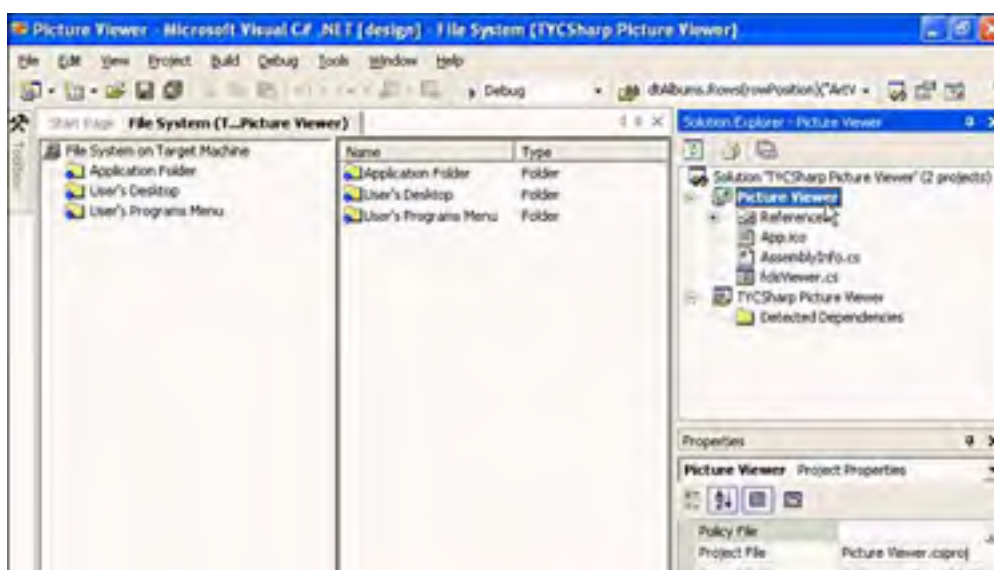 Picture Viewer - Microsoft Visual C# .NET [design] - File System (TYCSharp Picture Viewer)
File Edit View Project Build Debug Tools Window Help
Debug dtAlbums.Rows(rowPosition)("ArtV
Toolbox
Start Page File System (T...Picture Viewer)
File System on Target Machine
Application Folder
User's Desktop
User's Programs Menu
Name Type
Application Folder Folder
User's Desktop Folder
User's Programs Menu Folder
Solution Explorer - Picture Viewer
Solution 'TYCSharp Picture Viewer' (2 projects)
Picture Viewer
References
App.ico
AssemblyInfo.cs
fclsViewer.cs
TYCSharp Picture Viewer
Detected Dependencies
Properties
Picture Viewer Project Properties
Policy File
Project File Picture Viewer.csproj